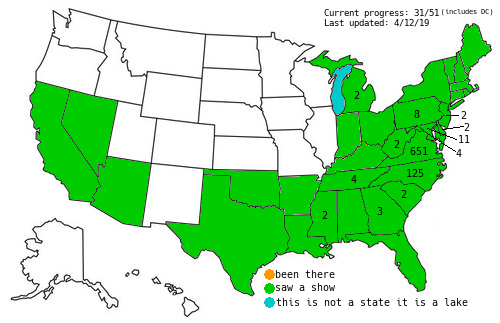 Current progress: 31/51 (includes DC)
Last updated: 4/12/19
2
8
2
2
2
11
651
4
4
125
2
2
3
been there
saw a show
this is not a state it is a lake